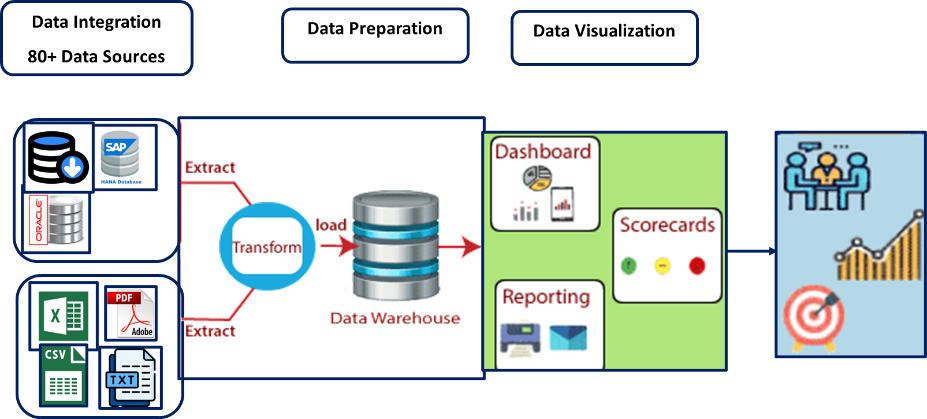 Data Integration
80+ Data Sources
Data Preparation
Data Visualization
SAP
HANA Database
ORACLE
Extract
Transform
load
Data Warehouse
Extract
X
PDF
Adobe
CSV
TXT
Dashboard
Scorecards
Reporting